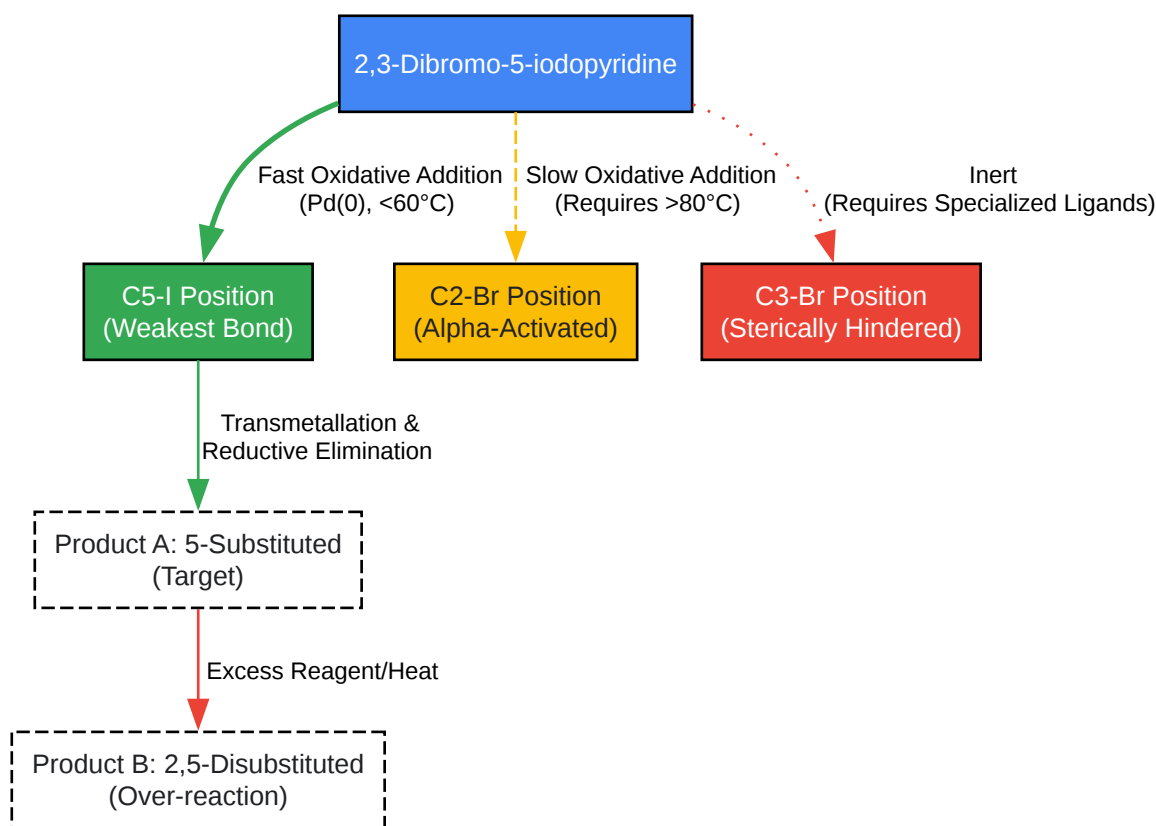 2,3-Dibromo-5-iodopyridine
Fast Oxidative Addition
(Pd(0), <60°C)
Slow Oxidative Addition
(Requires >80°C)
Inert
(Requires Specialized Ligands)
C5-I Position
(Weakest Bond)
C2-Br Position
(Alpha-Activated)
C3-Br Position
(Sterically Hindered)
Transmetallation &
Reductive Elimination
Product A: 5-Substituted
(Target)
Excess Reagent/Heat
Product B: 2,5-Disubstituted
(Over-reaction)